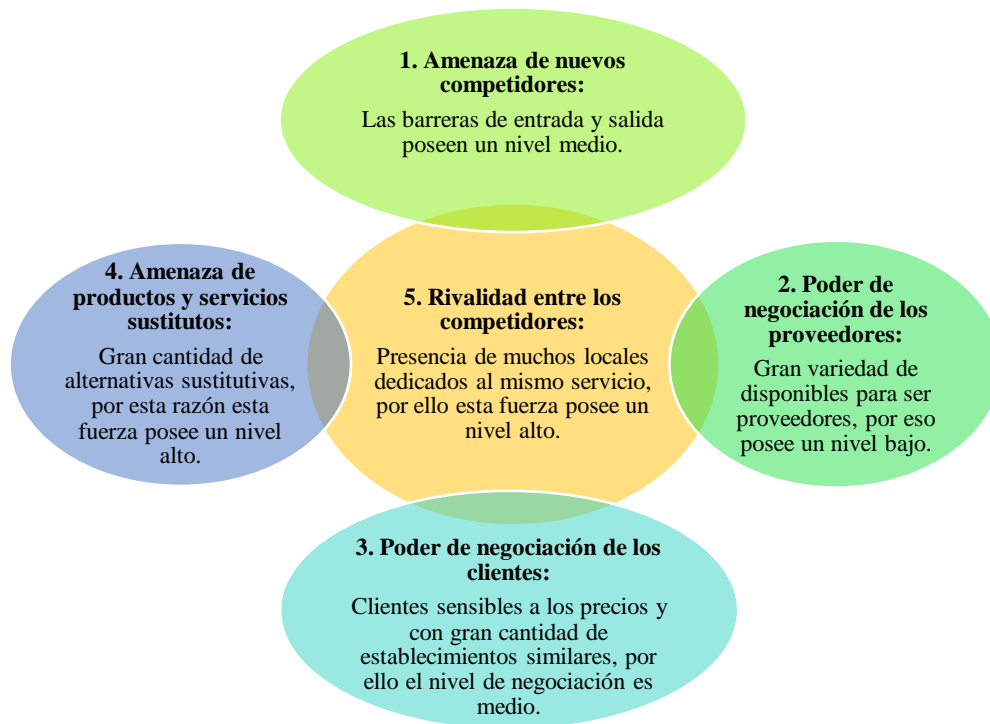 1. Amenaza de nuevos
competidores:
Las barreras de entrada y salida
poseen un nivel medio.
4. Amenaza de
productos y servicios
sustitutos:
Gran cantidad de
alternativas sustitutivas,
por esta razón esta
fuerza posee un nivel
alto.
5. Rivalidad entre los
competidores:
Presencia de muchos locales
dedicados al mismo servicio,
por ello esta fuerza posee un
nivel alto.
2. Poder de
negociación de los
proveedores:
Gran variedad de
disponibles para ser
proveedores, por eso
posee un nivel bajo.
3. Poder de negociación de los
clientes:
Clientes sensibles a los precios y
con gran cantidad de
establecimientos similares, por
ello el nivel de negociación es
medio.